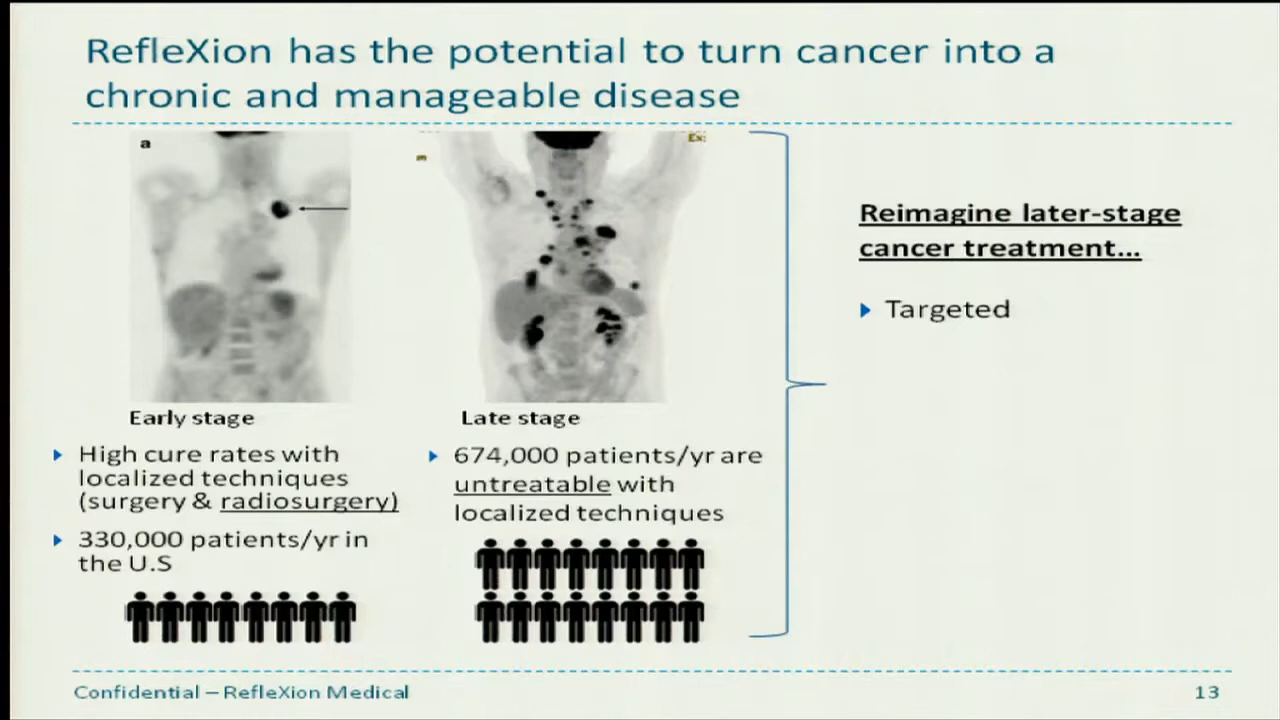 RefleXion has the potential to turn cancer into a
chronic and manageable disease
a
m
Ex:
Early stage
High cure rates with
localized techniques
(surgery & radiosurgery)
330,000 patients/yr in
the U.S
Late stage
674,000 patients/yr are
untreatable with
localized techniques
Reimagine later-stage
cancer treatment...
Targeted
Confidential – RefleXion Medical
13